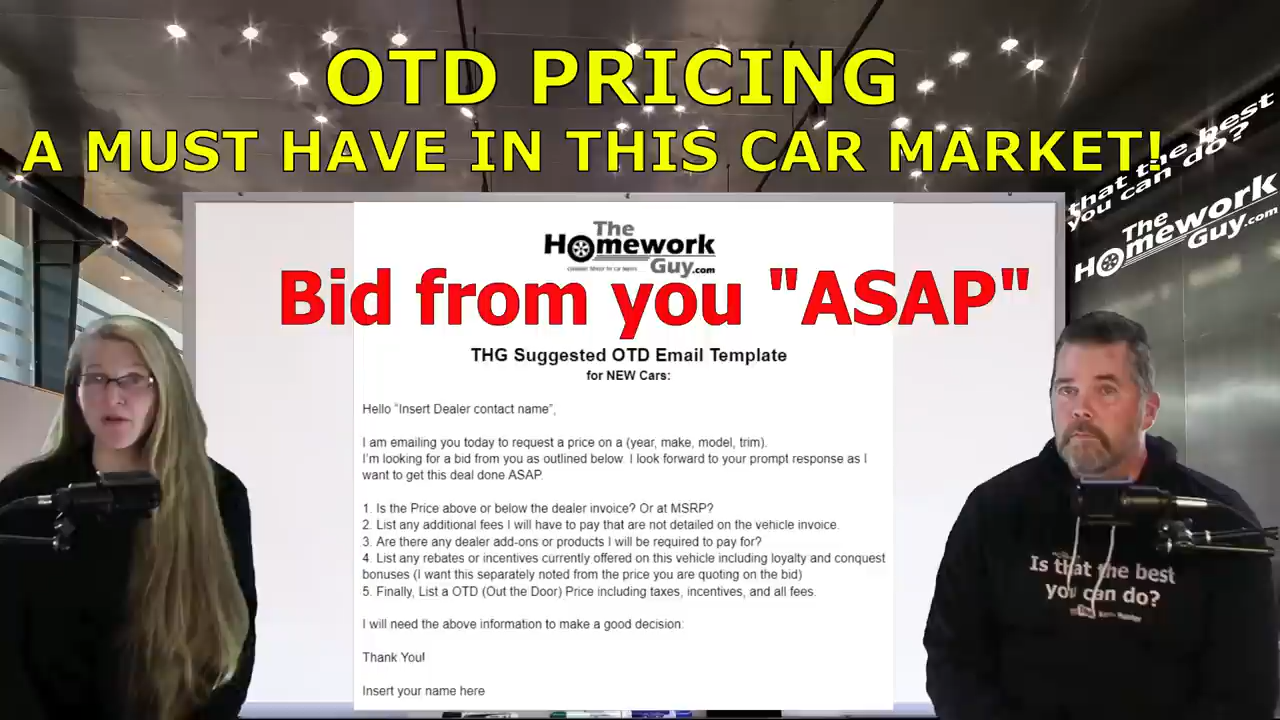 OTD PRICING
A MUST HAVE IN THIS CAR MARKET!
that the best
you can do?
The
Homework
Guy.com
The
Homework
Guy.com
Bid from you "ASAP"
THG Suggested OTD Email Template
for NEW Cars:
Hello “Insert Dealer contact name”,
I am emailing you today to request a price on a (year, make, model, trim).
I’m looking for a bid from you as outlined below. I look forward to your prompt response as I
want to get this deal done ASAP.
1. Is the Price above or below the dealer invoice? Or at MSRP?
2. List any additional fees I will have to pay that are not detailed on the vehicle invoice.
3. Are there any dealer add-ons or products I will be required to pay for?
4. List any rebates or incentives currently offered on this vehicle including loyalty and conquest
bonuses (I want this separately noted from the price you are quoting on the bid)
5. Finally, List a OTD (Out the Door) Price including taxes, incentives, and all fees.
I will need the above information to make a good decision:
Thank You!
Insert your name here
Is that the best
you can do?